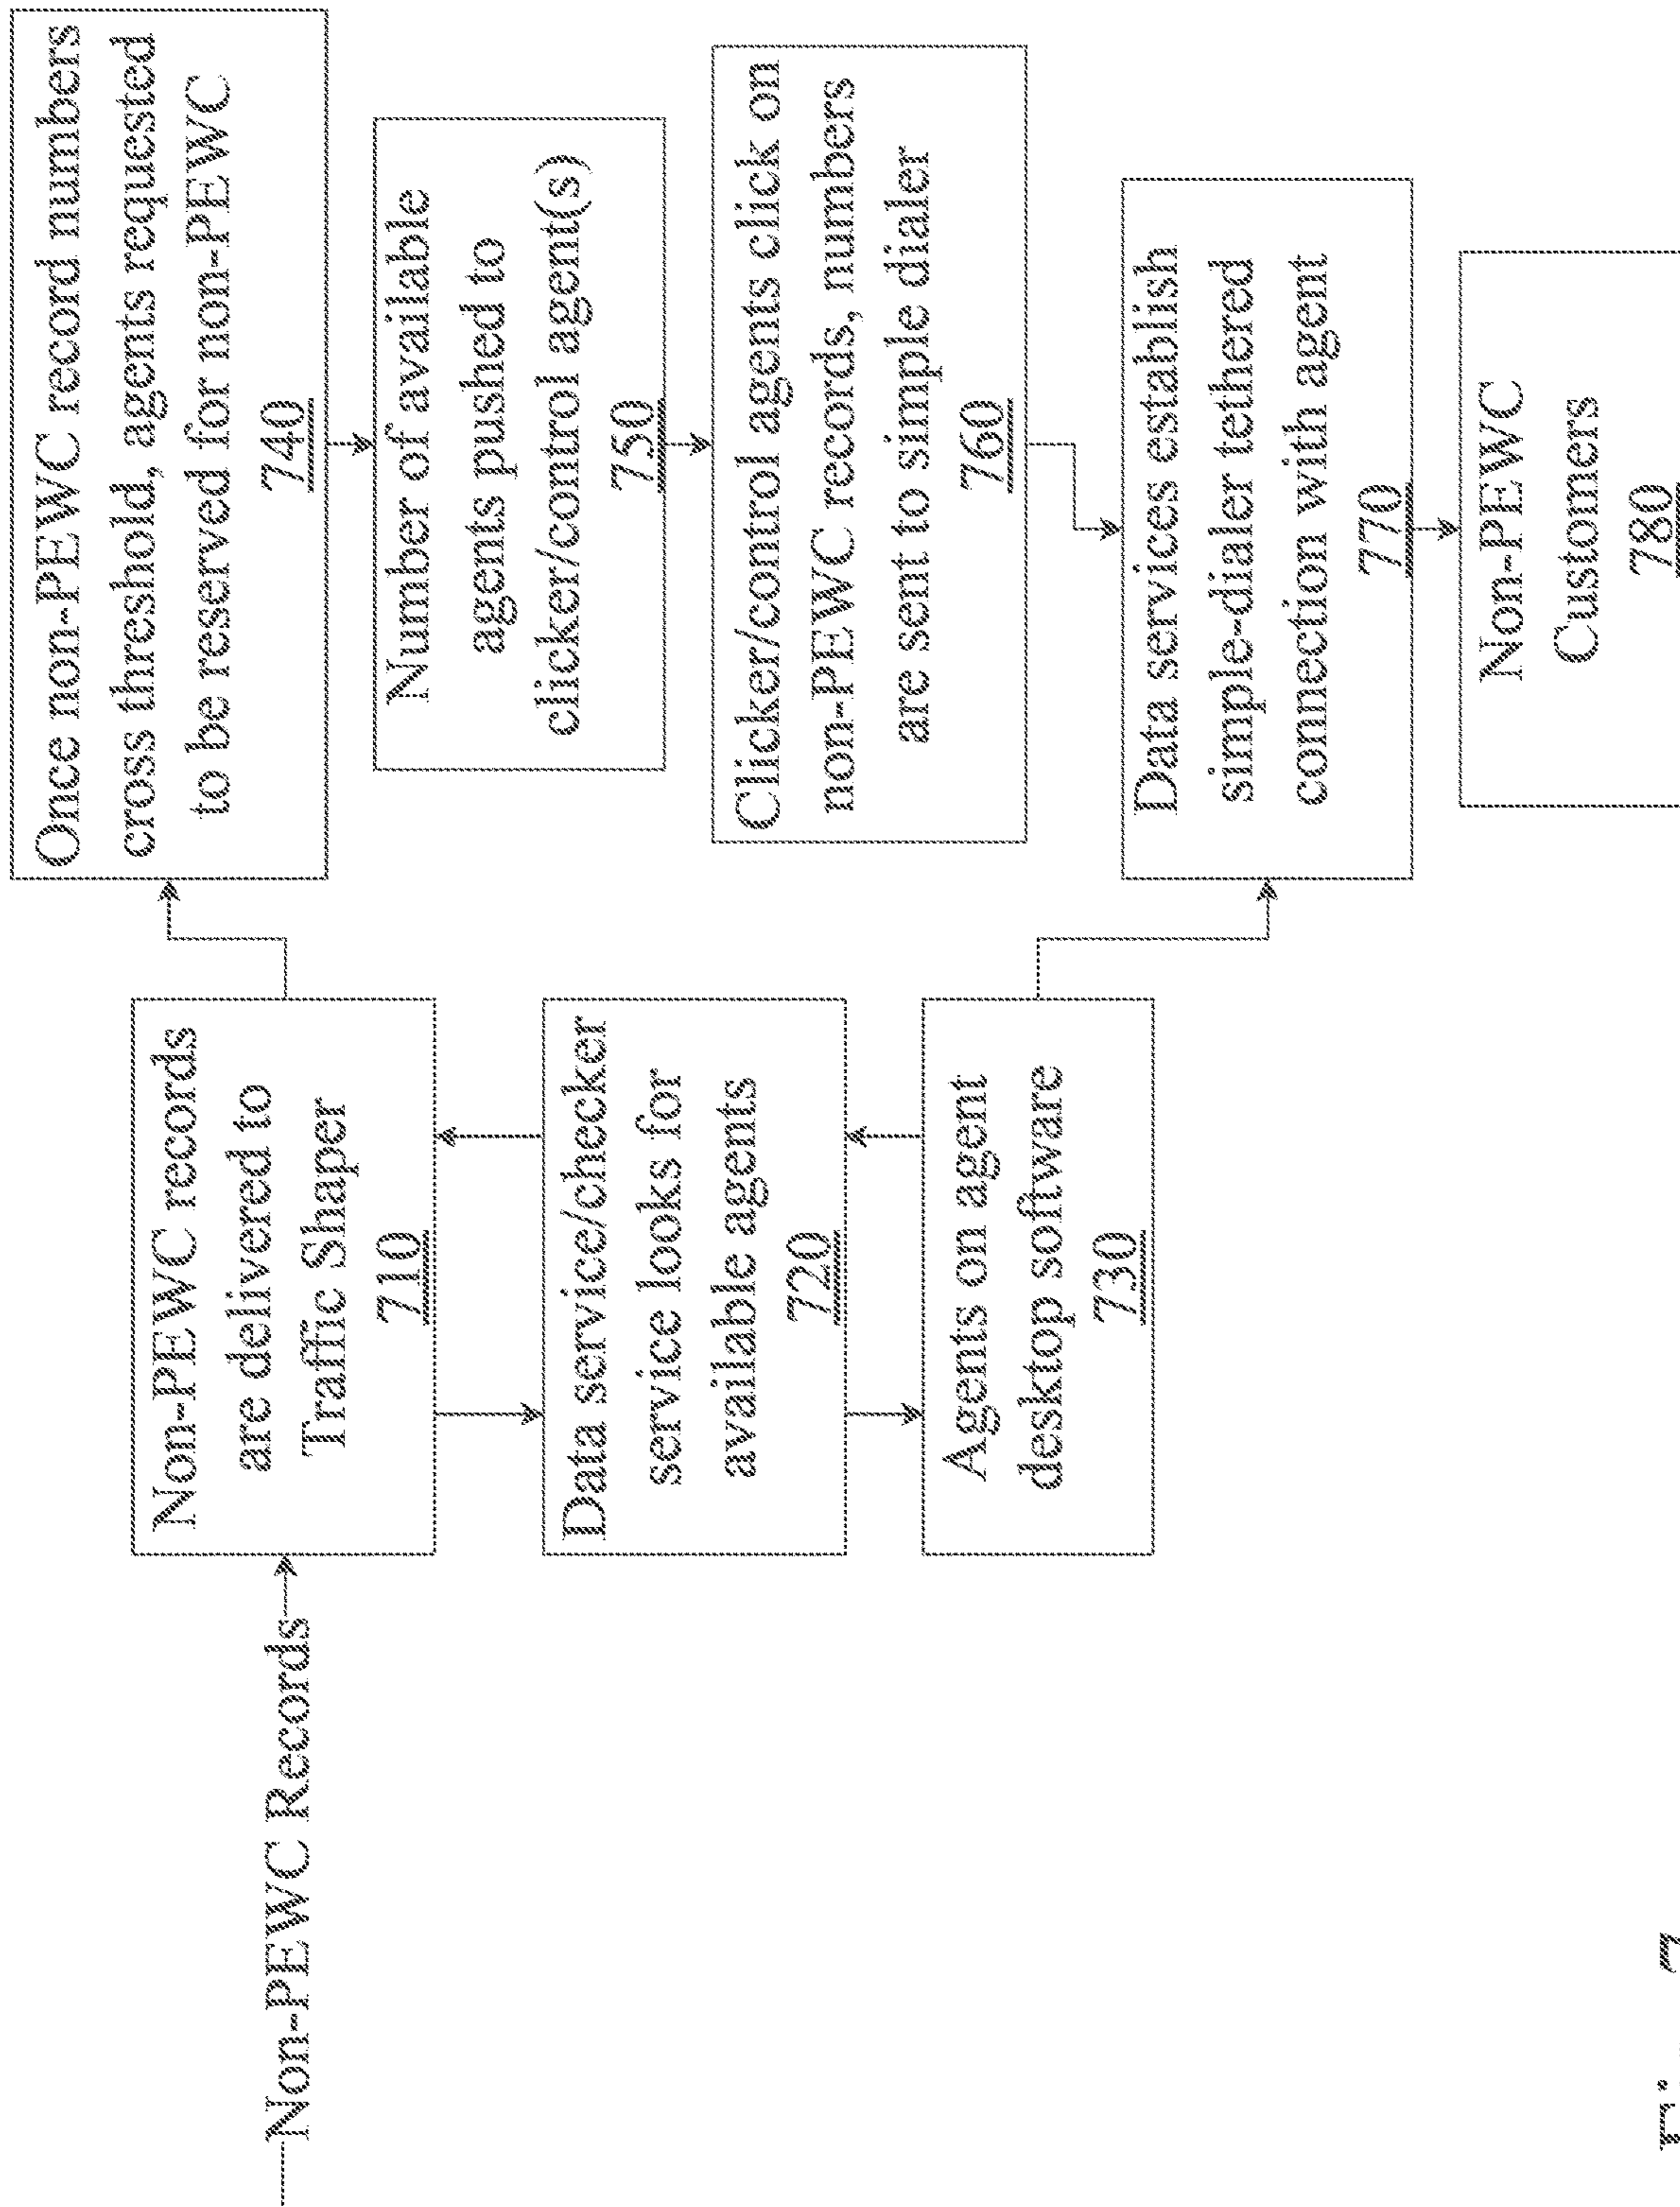 Non-PEWC Records
Non-PEWC records
are delivered to
Traffic Shaper
710
Data service/checker
service looks for
available agents
720
Agents on agent
desktop software
730
Once non-PEWC record numbers
cross threshold, agents requested
to be reserved for non-PEWC
740
Number of available
agents pushed to
clicker/control agent(s)
750
Clicker/control agents click on
non-PEWC records, numbers
are sent to simple dialer
760
Data services establish
simple-dialer tethered
connection with agent
770
Non-PEWC
Customers
780